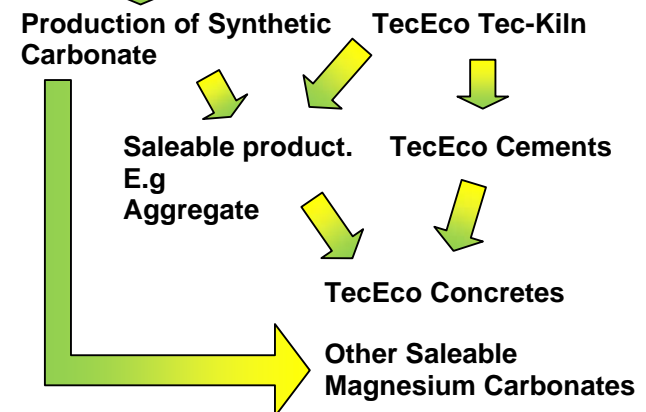 Production of Synthetic
Carbonate
TecEco Tec-Kiln
Saleable product.
E.g
Aggregate
TecEco Cements
TecEco Concretes
Other Saleable
Magnesium Carbonates